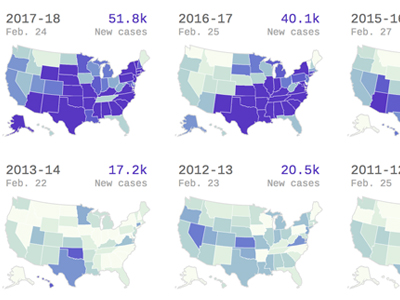 2017-18 51.8k
Feb. 24 New cases
2016-17 40.1k
Feb. 25 New cases
2015-16
Feb. 27
2013-14 17.2k
Feb. 22 New cases
2012-13 20.5k
Feb. 23 New cases
2011-12
Feb. 25